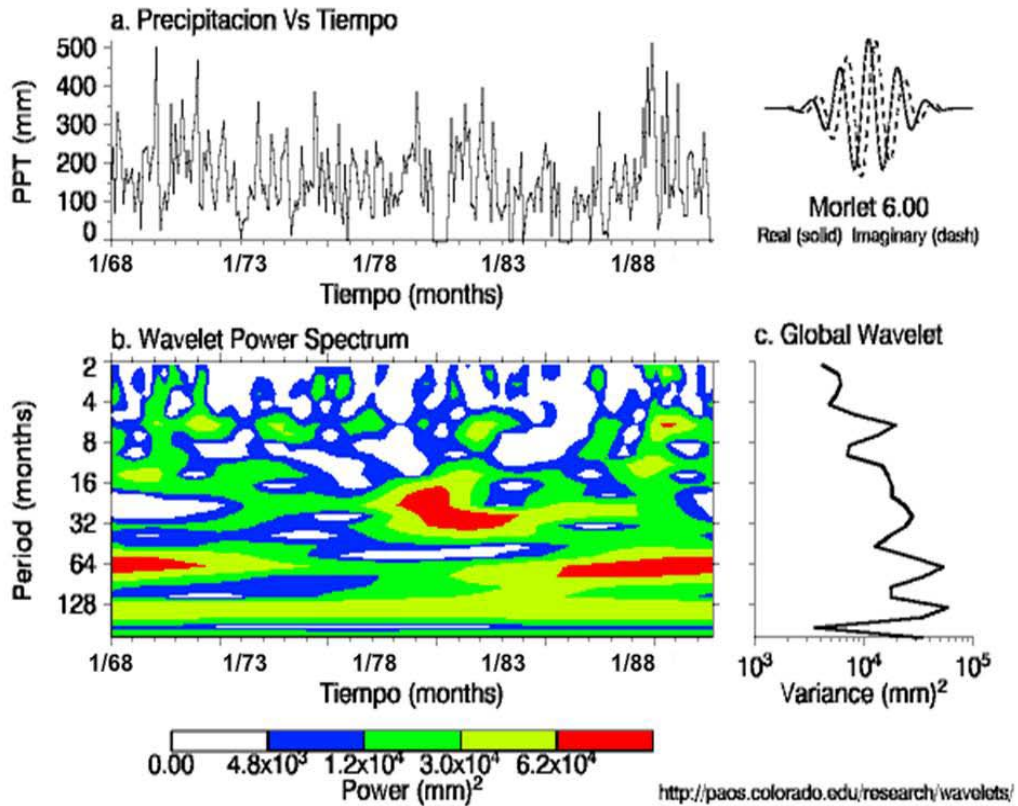 a. Precipitacion Vs Tiempo
PPT (mm)
500
400
300
200
100
0
1/68 1/73 1/78 1/83 1/88
Tiempo (months)
Morlet 6.00
Real (solid) Imaginary (dash)
b. Wavelet Power Spectrum
Period (months)
2
4
8
16
32
64
128
1/68 1/73 1/78 1/83 1/88
Tiempo (months)
c. Global Wavelet
10³ 10⁴ 10⁵
Variance (mm)²
0.00 4.8x10³ 1.2x10⁴ 3.0x10⁴ 6.2x10⁴
Power (mm)²
http://paos.colorado.edu/research/wavelets/